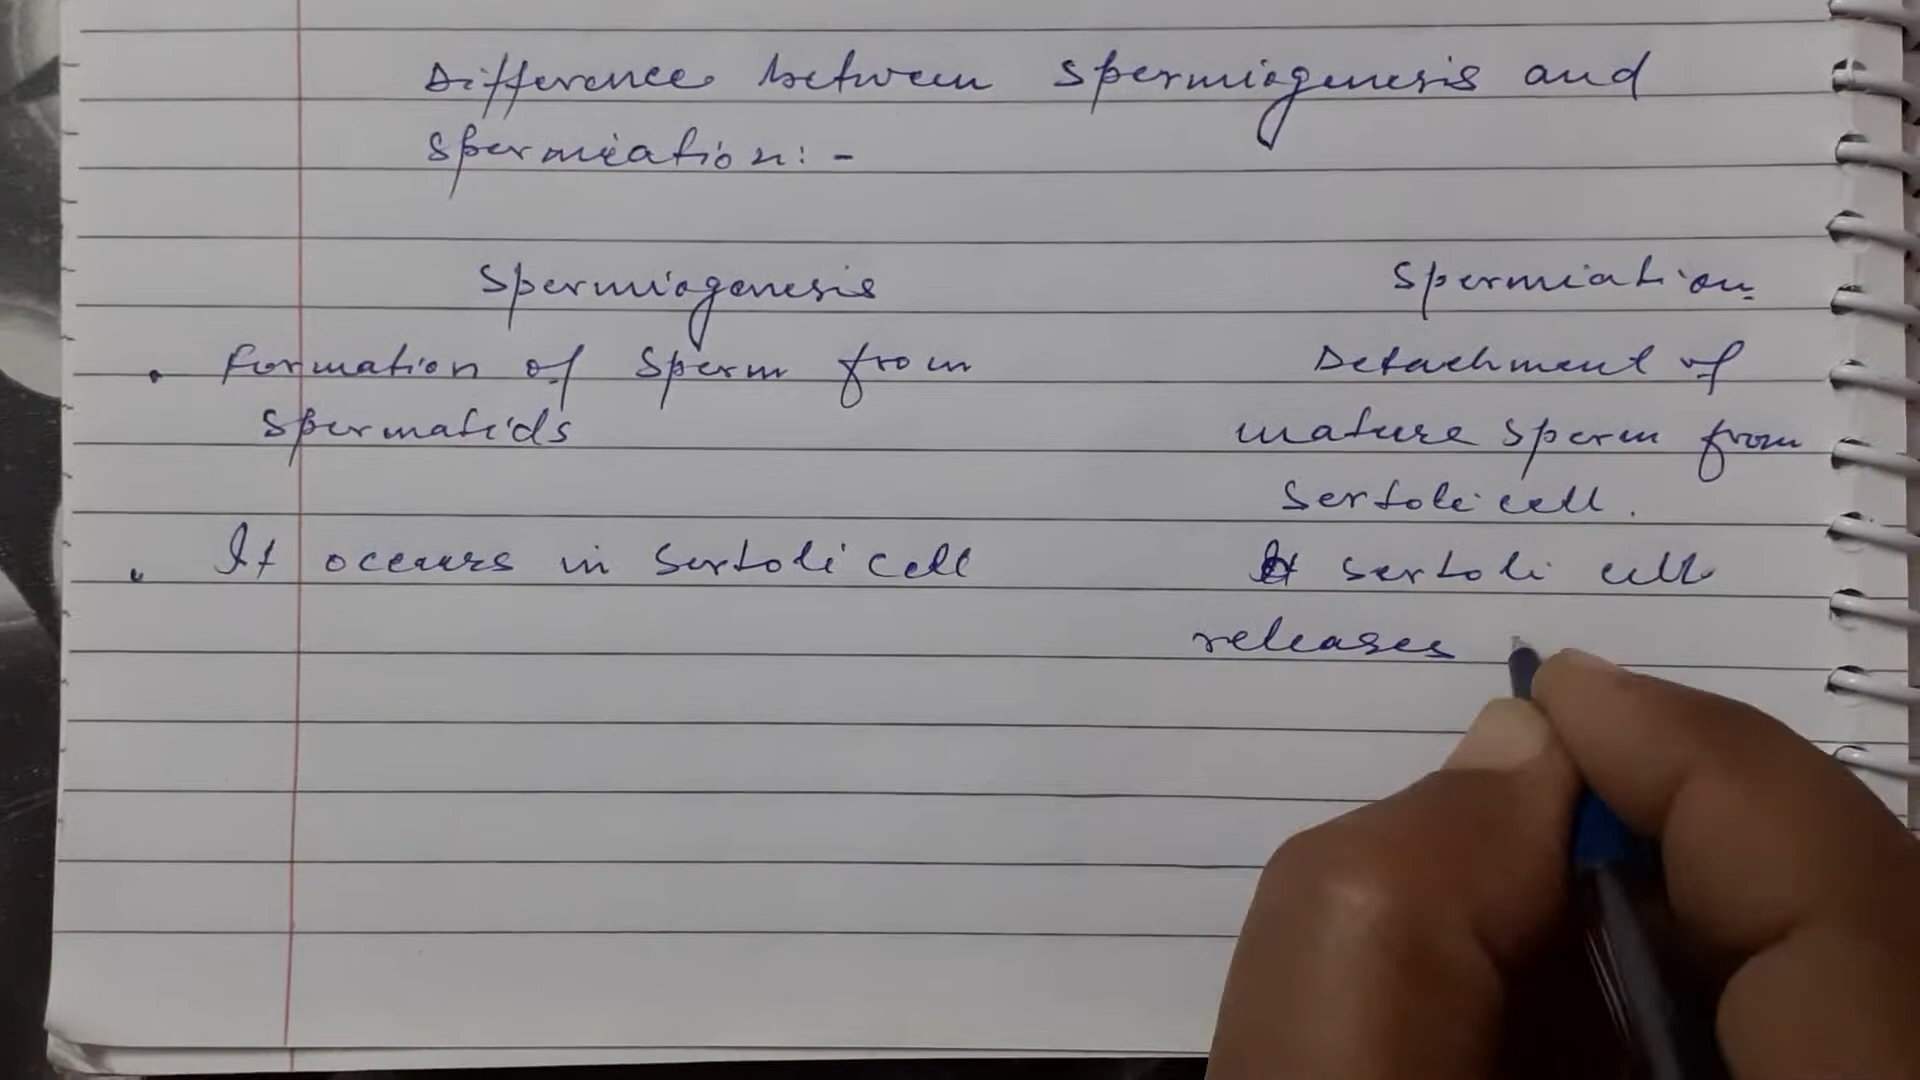 Difference between spermiogenesis and
spermiation: -
Spermiogenesis
Spermiation
• Formation of Sperm from
spermatids
Detachment of
mature sperm from
sertoli cell.
• It occurs in sertoli cell
sertoli cell
releases